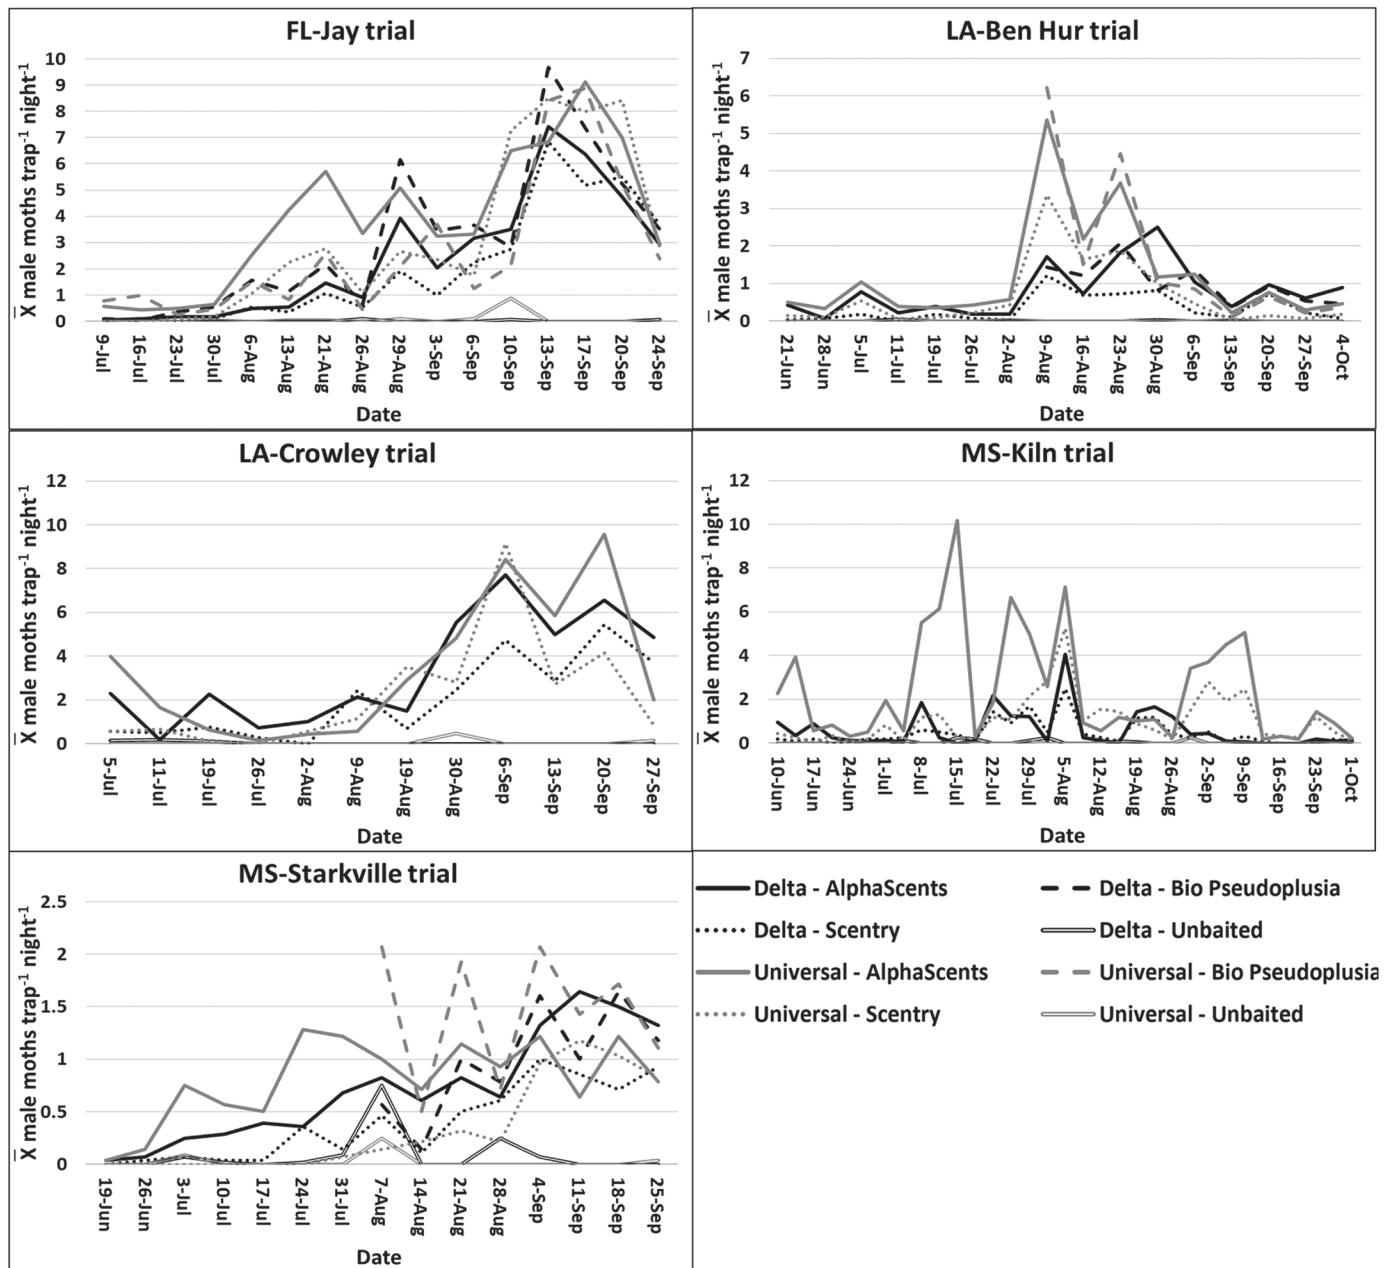 FL-Jay trial
X̅ male moths trap-1 night-1
10
9
8
7
6
5
4
3
2
1
0
9-Jul
16-Jul
23-Jul
30-Jul
6-Aug
13-Aug
21-Aug
26-Aug
29-Aug
3-Sep
6-Sep
10-Sep
13-Sep
17-Sep
20-Sep
24-Sep
Date
LA-Ben Hur trial
X̅ male moths trap-1 night-1
7
6
5
4
3
2
1
0
21-Jun
28-Jun
5-Jul
11-Jul
19-Jul
26-Jul
2-Aug
9-Aug
16-Aug
23-Aug
30-Aug
6-Sep
13-Sep
20-Sep
27-Sep
4-Oct
Date
LA-Crowley trial
X̅ male moths trap-1 night-1
12
10
8
6
4
2
0
5-Jul
11-Jul
19-Jul
26-Jul
2-Aug
9-Aug
19-Aug
30-Aug
6-Sep
13-Sep
20-Sep
27-Sep
Date
MS-Kiln trial
X̅ male moths trap-1 night-1
12
10
8
6
4
2
0
10-Jun
17-Jun
24-Jun
1-Jul
8-Jul
15-Jul
22-Jul
29-Jul
5-Aug
12-Aug
19-Aug
26-Aug
2-Sep
9-Sep
16-Sep
23-Sep
1-Oct
Date
MS-Starkville trial
X̅ male moths trap-1 night-1
2.5
2
1.5
1
0.5
0
19-Jun
26-Jun
3-Jul
10-Jul
17-Jul
24-Jul
31-Jul
7-Aug
14-Aug
21-Aug
28-Aug
4-Sep
11-Sep
18-Sep
25-Sep
Date
Delta - AlphaScents
Delta - Bio Pseudoplusia
Delta - Scentry
Delta - Unbaited
Universal - AlphaScents
Universal - Bio Pseudoplusia
Universal - Scentry
Universal - Unbaited